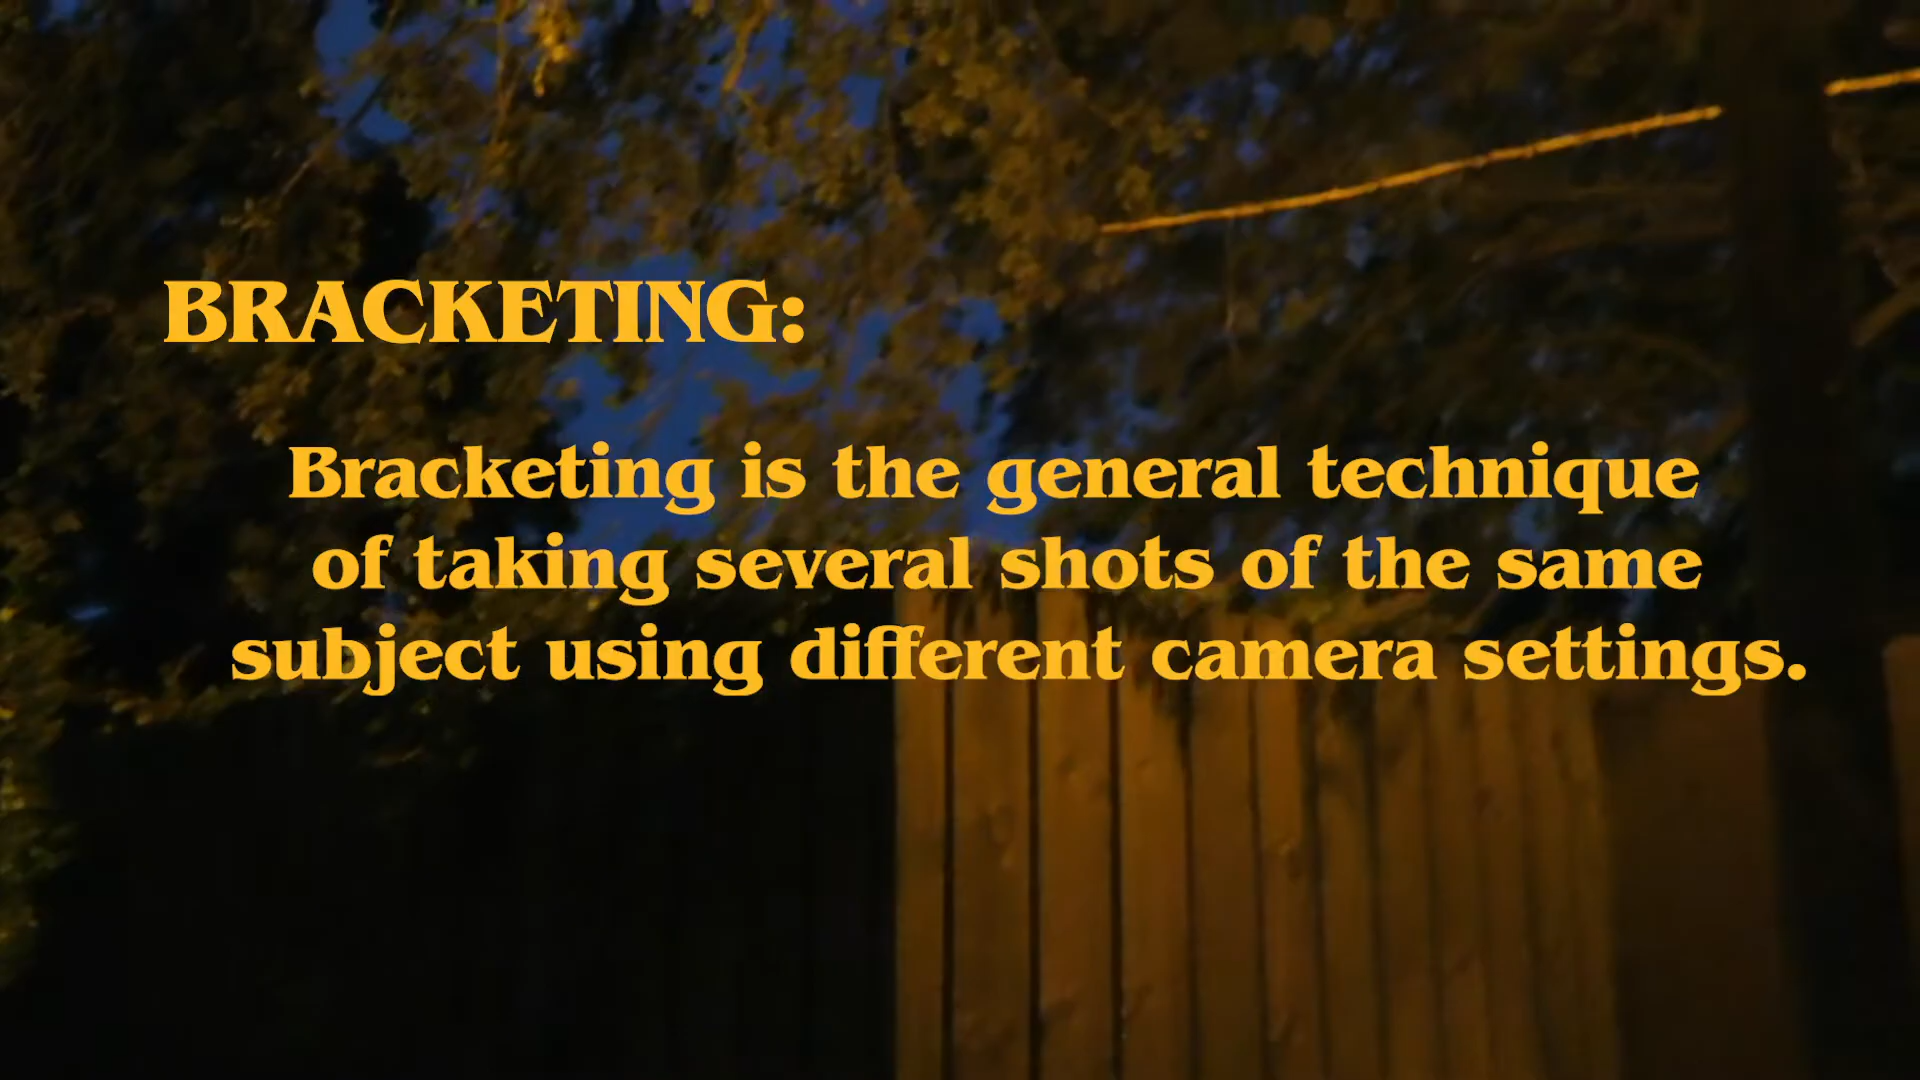 BRACKETING:
Bracketing is the general technique
of taking several shots of the same
subject using different camera settings.